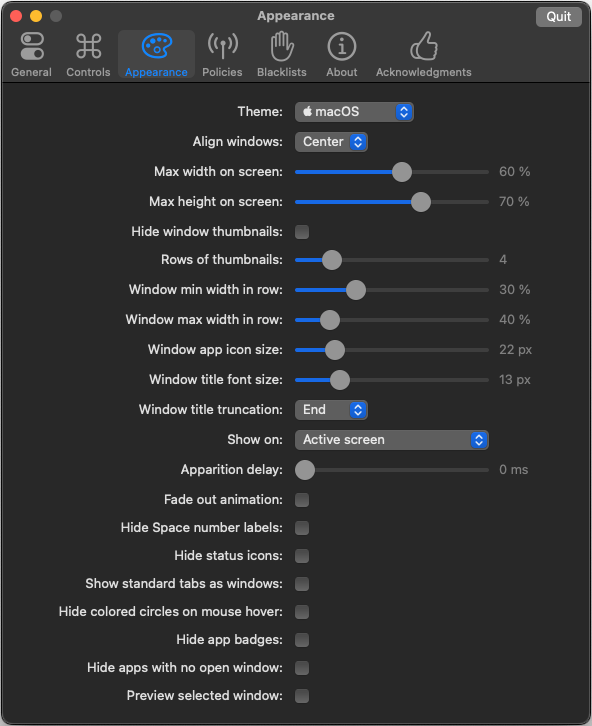 Appearance
Quit
General Controls Appearance Policies Blacklists About Acknowledgments
Theme: macOS
Align windows: Center
Max width on screen: 60 %
Max height on screen: 70 %
Hide window thumbnails:
Rows of thumbnails: 4
Window min width in row: 30 %
Window max width in row: 40 %
Window app icon size: 22 px
Window title font size: 13 px
Window title truncation: End
Show on: Active screen
Apparition delay: 0 ms
Fade out animation:
Hide Space number labels:
Hide status icons:
Show standard tabs as windows:
Hide colored circles on mouse hover:
Hide app badges:
Hide apps with no open window:
Preview selected window: